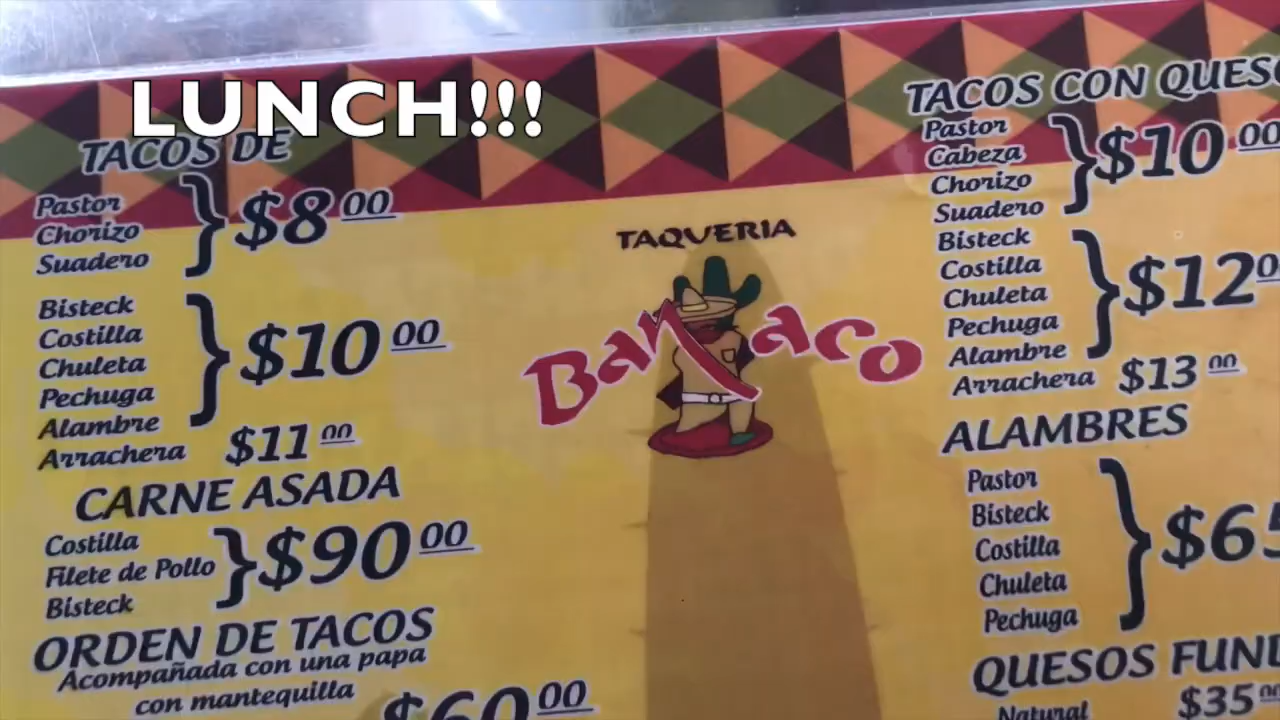 LUNCH!!!
TACOS DE
Pastor
Chorizo
Suadero
$8 00
Bisteck
Costilla
Chuleta
Pechuga
Alambre
$10 00
Arrachera $11 00
CARNE ASADA
Costilla
Filete de Pollo
Bisteck
$90 00
ORDEN DE TACOS
Acompañada con una papa
con mantequilla
$60 00
TAQUERIA
Banaco
TACOS CON QUESO
Pastor
Cabeza
Chorizo
Suadero
$10 00
Bisteck
Costilla
Chuleta
Pechuga
Alambre
$12
Arrachera $13 00
ALAMBRES
Pastor
Bisteck
Costilla
Chuleta
Pechuga
$65
QUESOS FUN
Natural $35